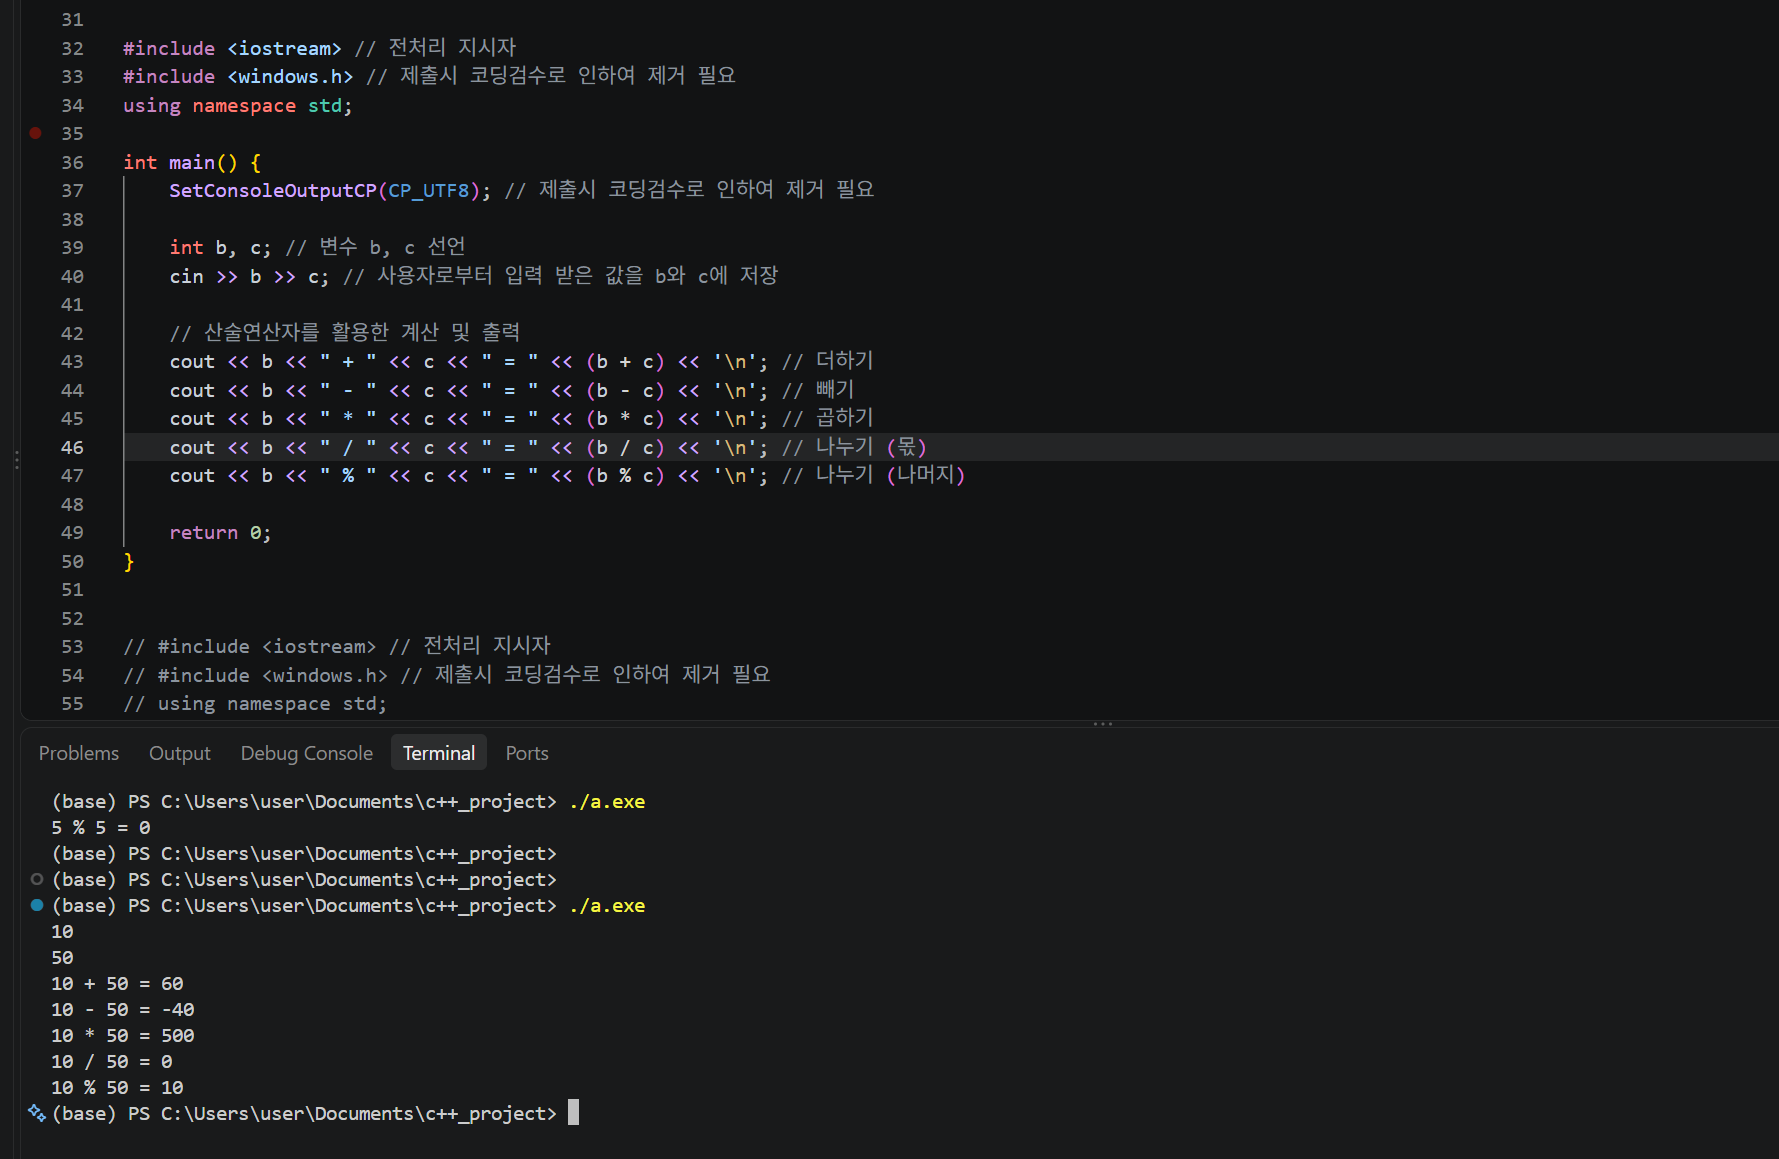 31
32 #include <iostream> // 전처리 지시자
33 #include <windows.h> // 제출시 코딩검수로 인하여 제거 필요
34 using namespace std;
35
36 int main() {
37     SetConsoleOutputCP(CP_UTF8); // 제출시 코딩검수로 인하여 제거 필요
38
39     int b, c; // 변수 b, c 선언
40     cin >> b >> c; // 사용자로부터 입력 받은 값을 b와 c에 저장
41
42     // 산술연산자를 활용한 계산 및 출력
43     cout << b << " + " << c << " = " << (b + c) << '\n'; // 더하기
44     cout << b << " - " << c << " = " << (b - c) << '\n'; // 빼기
45     cout << b << " * " << c << " = " << (b * c) << '\n'; // 곱하기
46     cout << b << " / " << c << " = " << (b / c) << '\n'; // 나누기 (몫)
47     cout << b << " % " << c << " = " << (b % c) << '\n'; // 나누기 (나머지)
48
49     return 0;
50 }
51
52
53 // #include <iostream> // 전처리 지시자
54 // #include <windows.h> // 제출시 코딩검수로 인하여 제거 필요
55 // using namespace std;
Problems Output Debug Console Terminal Ports
(base) PS C:\Users\user\Documents\c++_project> ./a.exe
5 % 5 = 0
(base) PS C:\Users\user\Documents\c++_project>
(base) PS C:\Users\user\Documents\c++_project>
(base) PS C:\Users\user\Documents\c++_project> ./a.exe
10
50
10 + 50 = 60
10 - 50 = -40
10 * 50 = 500
10 / 50 = 0
10 % 50 = 10
(base) PS C:\Users\user\Documents\c++_project>